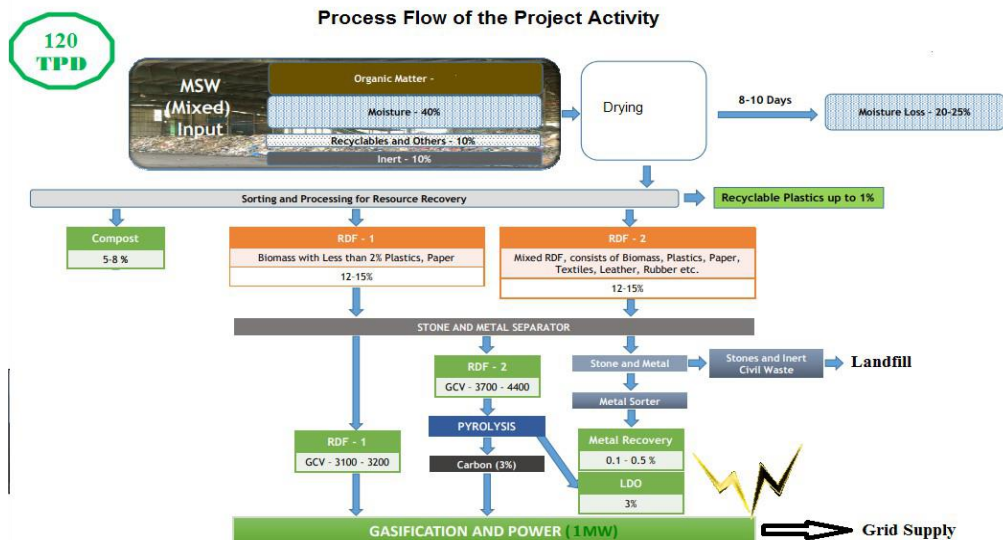 Process Flow of the Project Activity
120
TPD
MSW
(Mixed)
Input
Organic Matter -
Moisture - 40%
Recyclables and Others - 10%
Inert - 10%
Drying
8-10 Days
Moisture Loss - 20-25%
Sorting and Processing for Resource Recovery
Recyclable Plastics up to 1%
Compost
5-8 %
RDF - 1
Biomass with Less than 2% Plastics, Paper
12-15%
RDF - 2
Mixed RDF, consists of Biomass, Plastics, Paper,
Textiles, Leather, Rubber etc.
12-15%
STONE AND METAL SEPARATOR
RDF - 2
GCV - 3700 - 4400
Stone and Metal
Stones and Inert
Civil Waste
Landfill
Metal Sorter
PYROLYSIS
RDF - 1
GCV - 3100 - 3200
Carbon (3%)
Metal Recovery
0.1 - 0.5 %
LDO
3%
GASIFICATION AND POWER (1MW)
Grid Supply